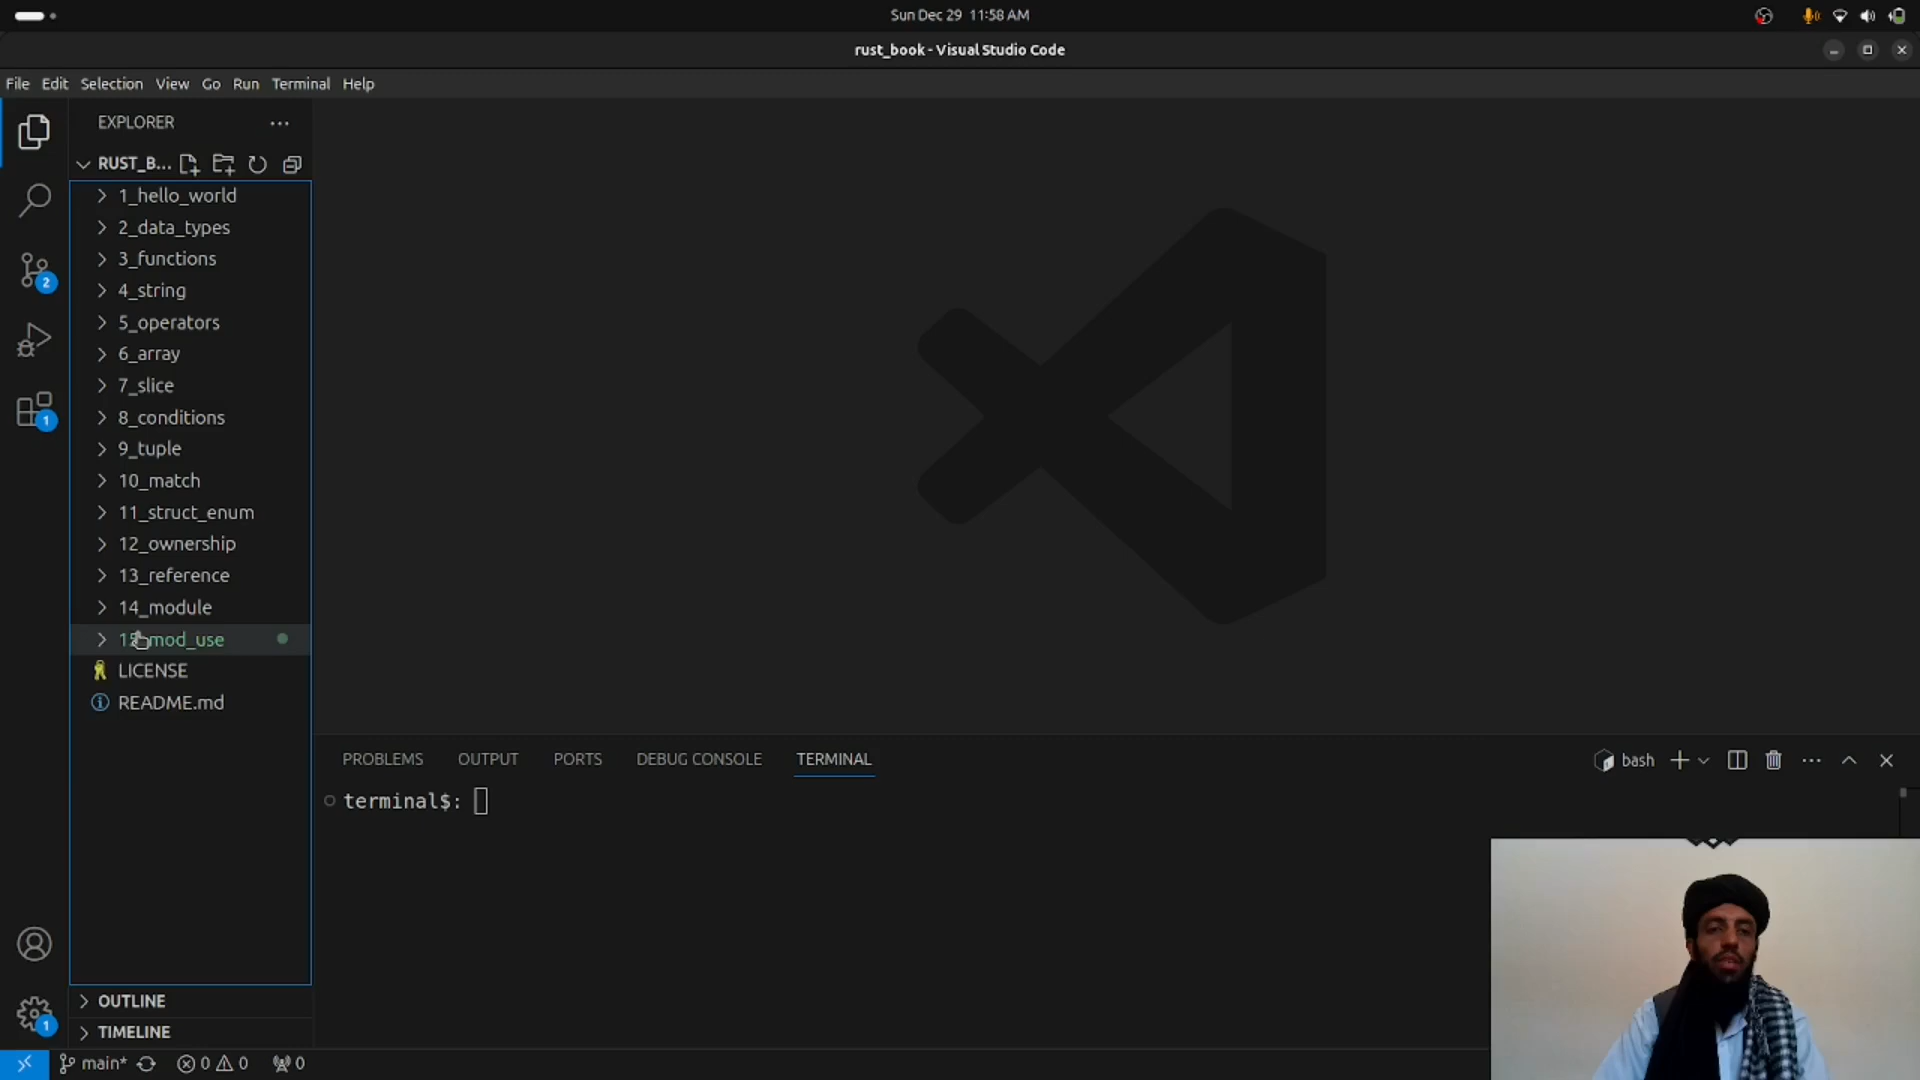 Sun Dec 29 11:58 AM
rust_book - Visual Studio Code
File Edit Selection View Go Run Terminal Help
EXPLORER
RUST_B...
1_hello_world
2_data_types
3_functions
4_string
5_operators
6_array
7_slice
8_conditions
9_tuple
10_match
11_struct_enum
12_ownership
13_reference
14_module
15_mod_use
LICENSE
README.md
2
1
PROBLEMS OUTPUT PORTS DEBUG CONSOLE TERMINAL
bash
terminal$:
OUTLINE
1
TIMELINE
main* 0 0 0